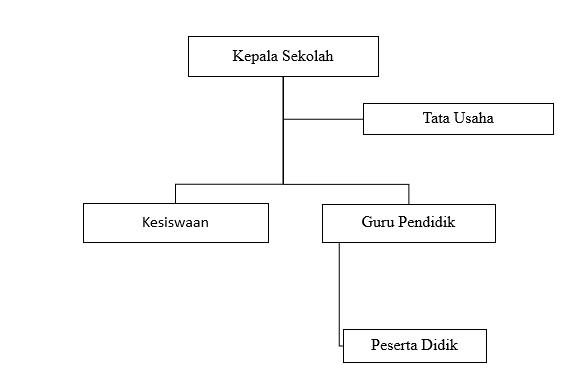 Kepala Sekolah
Tata Usaha
Kesiswaan
Guru Pendidik
Peserta Didik